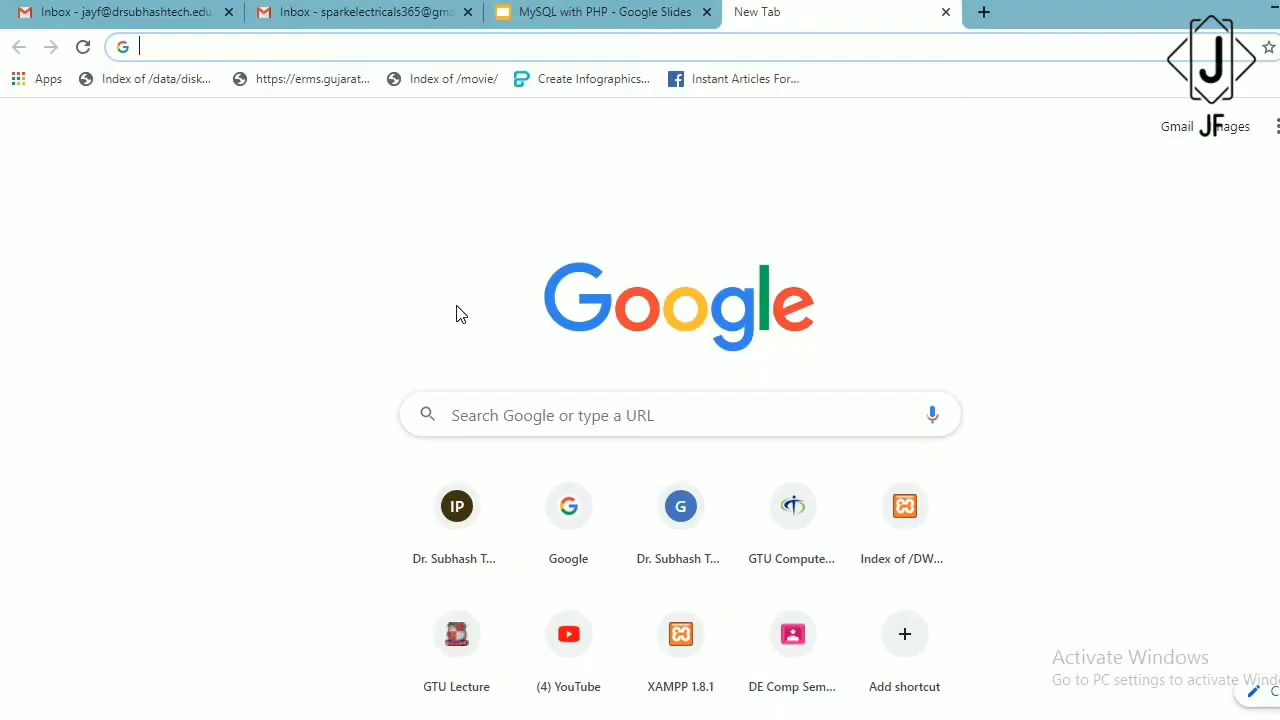 Inbox - jayf@drsubhashtech.edu
Inbox - sparkelectricals365@gm
MySQL with PHP - Google Slides
New Tab
Apps
Index of /data/disk...
https://erms.gujarat...
Index of /movie/
Create Infographics...
Instant Articles For...
J
JF
Gmail
Google
Search Google or type a URL
IP
G
Dr. Subhash T...
Google
Dr. Subhash T...
GTU Compute...
Index of /DW...
GTU Lecture
(4) YouTube
XAMPP 1.8.1
DE Comp Sem...
Add shortcut
Activate Windows
Go to PC settings to activate